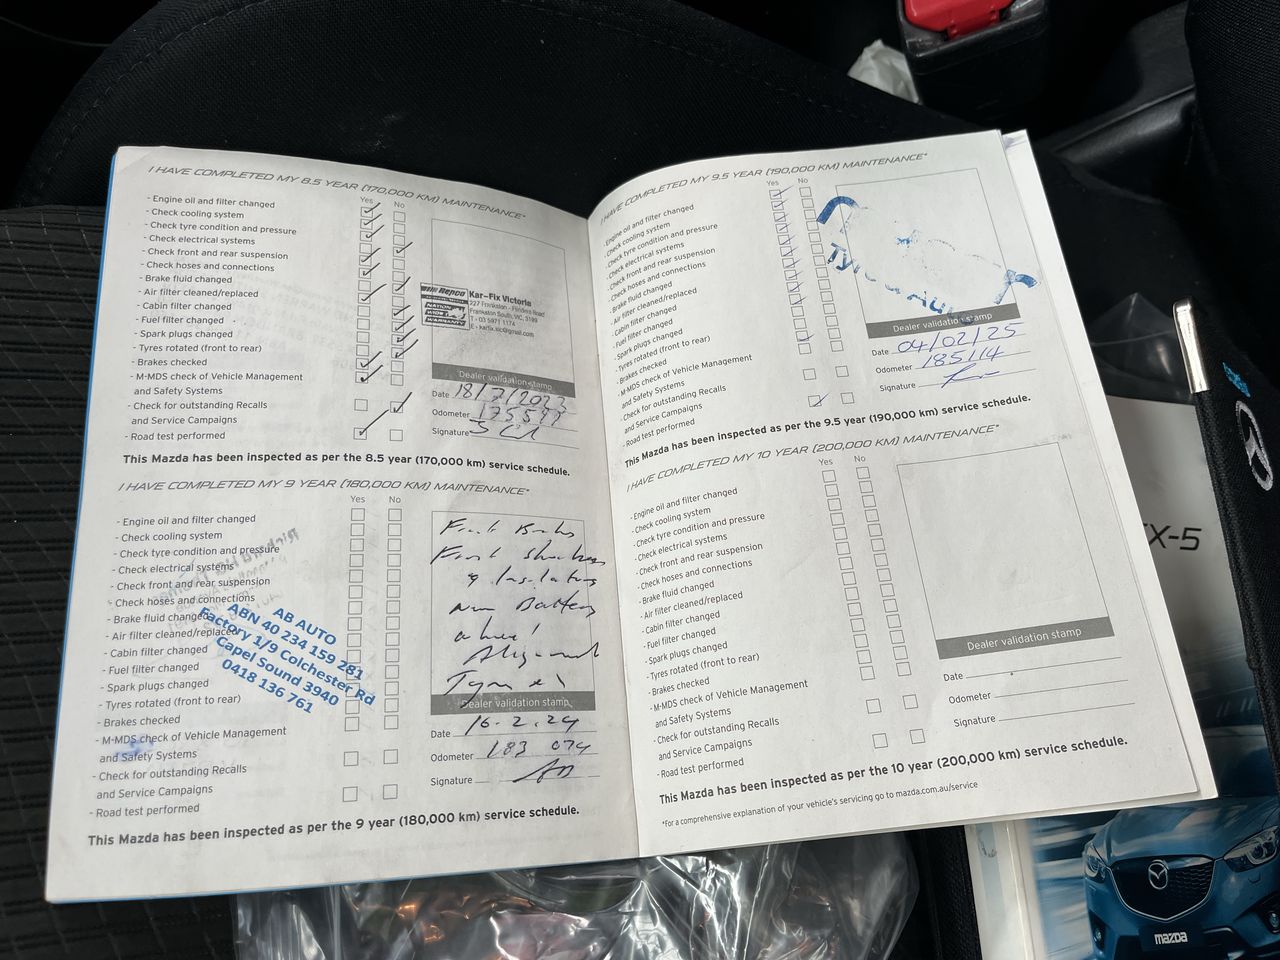 I HAVE COMPLETED MY 8.5 YEAR (170,000 KM) MAINTENANCE*
Yes No
- Engine oil and filter changed
- Check cooling system
- Check tyre condition and pressure
- Check electrical systems
- Check front and rear suspension
- Check hoses and connections
- Brake fluid changed
- Air filter cleaned/replaced
- Cabin filter changed
- Fuel filter changed
- Spark plugs changed
- Tyres rotated (front to rear)
- Brakes checked
- M-MDS check of Vehicle Management
and Safety Systems
- Check for outstanding Recalls
and Service Campaigns
- Road test performed
Repco
NATION
WIDE
WARRANTY
Kar-Fix Victoria
227 Frankston - Flinders Road
Frankston South, VIC, 5199
T - 03 5971 1174
E - karfix.vic@gmail.com
Dealer validation stamp
Date 18/7/2023
Odometer 175597
Signature
This Mazda has been inspected as per the 8.5 year (170,000 km) service schedule.
I HAVE COMPLETED MY 9 YEAR (180,000 KM) MAINTENANCE*
Yes No
- Engine oil and filter changed
- Check cooling system
- Check tyre condition and pressure
- Check electrical systems
- Check front and rear suspension
- Check hoses and connections
- Brake fluid changed
- Air filter cleaned/replaced
- Cabin filter changed
- Fuel filter changed
- Spark plugs changed
- Tyres rotated (front to rear)
- Brakes checked
- M-MDS check of Vehicle Management
and Safety Systems
- Check for outstanding Recalls
and Service Campaigns
- Road test performed
AB AUTO
ABN 40 234 159 281
Factory 1/9 Colchester Rd
Capel Sound 3940
0418 136 761
Front
Front
New Battery
Alignment
Dealer validation stamp
Date 16.2.24
Odometer 183 074
Signature
This Mazda has been inspected as per the 9 year (180,000 km) service schedule.
I HAVE COMPLETED MY 9.5 YEAR (190,000 KM) MAINTENANCE*
Yes No
- Engine oil and filter changed
- Check cooling system
- Check tyre condition and pressure
- Check electrical systems
- Check front and rear suspension
- Check hoses and connections
- Brake fluid changed
- Air filter cleaned/replaced
- Cabin filter changed
- Fuel filter changed
- Spark plugs changed
- Tyres rotated (front to rear)
- Brakes checked
- M-MDS check of Vehicle Management
and Safety Systems
- Check for outstanding Recalls
and Service Campaigns
- Road test performed
Dealer validation stamp
Date 04/02/25
Odometer 185114
Signature
This Mazda has been inspected as per the 9.5 year (190,000 km) service schedule.
I HAVE COMPLETED MY 10 YEAR (200,000 KM) MAINTENANCE*
Yes No
- Engine oil and filter changed
- Check cooling system
- Check tyre condition and pressure
- Check electrical systems
- Check front and rear suspension
- Check hoses and connections
- Brake fluid changed
- Air filter cleaned/replaced
- Cabin filter changed
- Fuel filter changed
- Spark plugs changed
- Tyres rotated (front to rear)
- Brakes checked
- M-MDS check of Vehicle Management
and Safety Systems
- Check for outstanding Recalls
and Service Campaigns
- Road test performed
Dealer validation stamp
Date
Odometer
Signature
This Mazda has been inspected as per the 10 year (200,000 km) service schedule.
*For a comprehensive explanation of your vehicle's servicing go to mazda.com.au/service
X-5
mazda